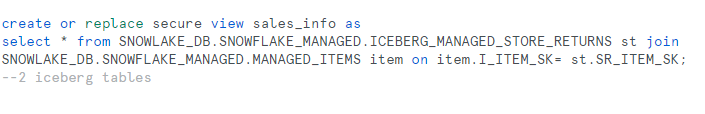 create or replace secure view sales_info as
select * from SNOWLAKE_DB.SNOWFLAKE_MANAGED.ICEBERG_MANAGED_STORE_RETURNS st join
SNOWLAKE_DB.SNOWFLAKE_MANAGED.MANAGED_ITEMS item on item.I_ITEM_SK= st.SR_ITEM_SK;
--2 iceberg tables